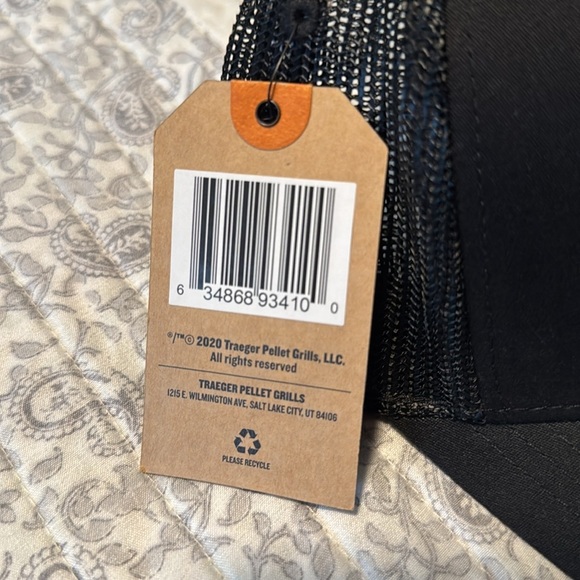 6 34868 93410 0
®/™© 2020 Traeger Pellet Grills, LLC.
All rights reserved
TRAEGER PELLET GRILLS
1215 E. WILMINGTON AVE. SALT LAKE CITY, UT 84106
PLEASE RECYCLE